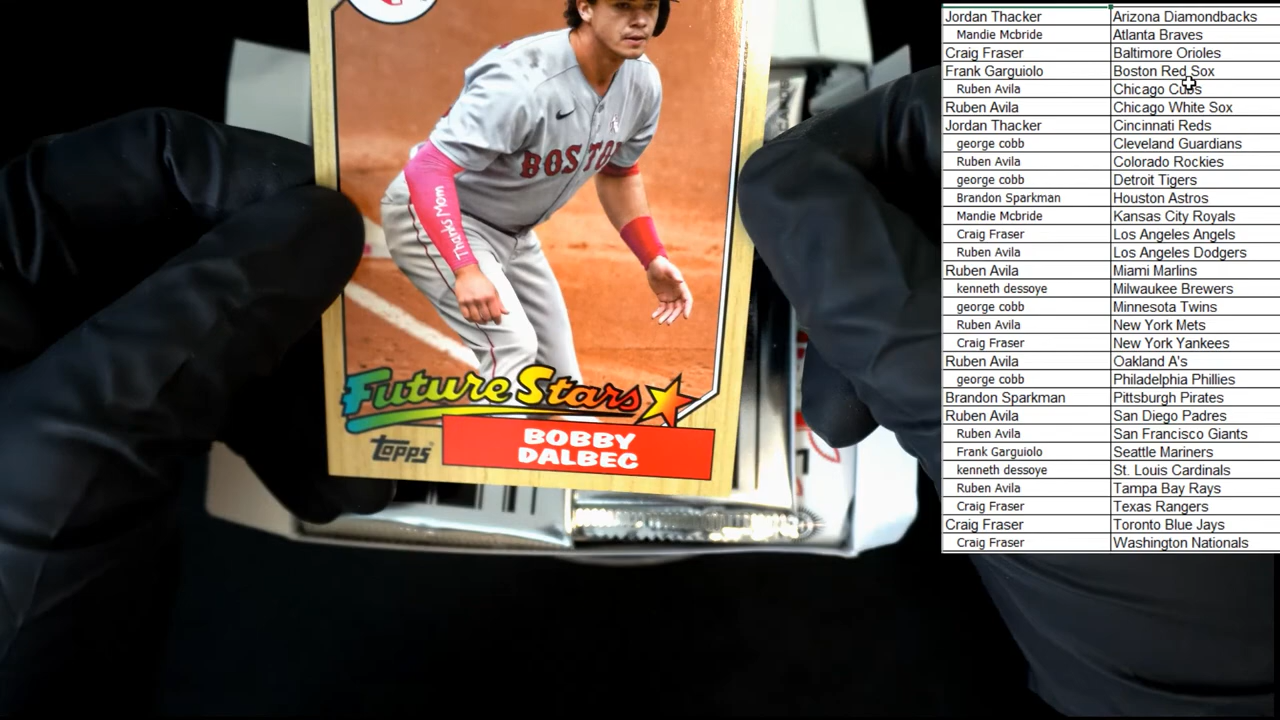 BOSTON
Thanks Mom
Future Stars
Topps
BOBBY
DALBEC
Jordan Thacker Arizona Diamondbacks
Mandie Mcbride Atlanta Braves
Craig Fraser Baltimore Orioles
Frank Garguiolo Boston Red Sox
Ruben Avila Chicago Cubs
Ruben Avila Chicago White Sox
Jordan Thacker Cincinnati Reds
george cobb Cleveland Guardians
Ruben Avila Colorado Rockies
george cobb Detroit Tigers
Brandon Sparkman Houston Astros
Mandie Mcbride Kansas City Royals
Craig Fraser Los Angeles Angels
Ruben Avila Los Angeles Dodgers
Ruben Avila Miami Marlins
kenneth dessoye Milwaukee Brewers
george cobb Minnesota Twins
Ruben Avila New York Mets
Craig Fraser New York Yankees
Ruben Avila Oakland A's
george cobb Philadelphia Phillies
Brandon Sparkman Pittsburgh Pirates
Ruben Avila San Diego Padres
Ruben Avila San Francisco Giants
Frank Garguiolo Seattle Mariners
kenneth dessoye St. Louis Cardinals
Ruben Avila Tampa Bay Rays
Craig Fraser Texas Rangers
Craig Fraser Toronto Blue Jays
Craig Fraser Washington Nationals